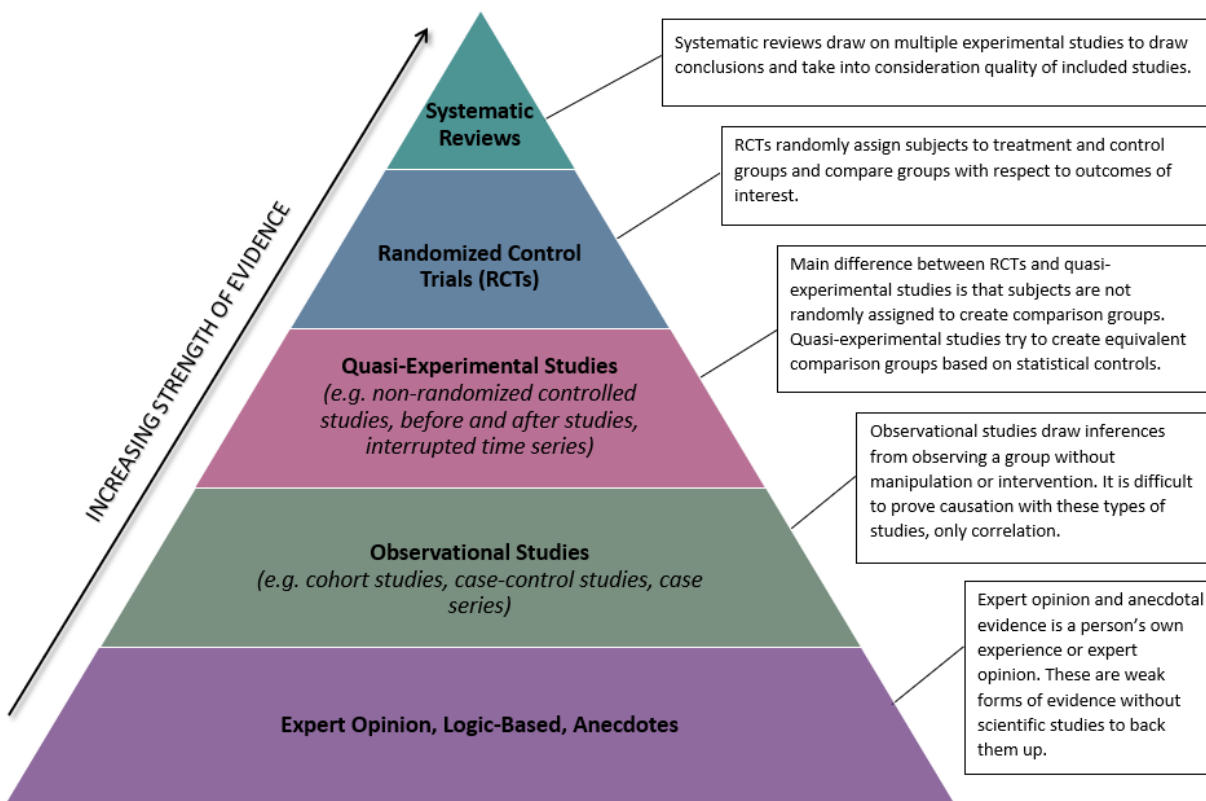 Systematic reviews draw on multiple experimental studies to draw
conclusions and take into consideration quality of included studies.
Systematic
Reviews
RCTs randomly assign subjects to treatment and control
groups and compare groups with respect to outcomes of
interest.
Randomized Control
Trials (RCTs)
Main difference between RCTs and quasi-
experimental studies is that subjects are not
randomly assigned to create comparison groups.
Quasi-experimental studies try to create equivalent
comparison groups based on statistical controls.
INCREASING STRENGTH OF EVIDENCE
Quasi-Experimental Studies
(e.g. non-randomized controlled
studies, before and after studies,
interrupted time series)
Observational studies draw inferences
from observing a group without
manipulation or intervention. It is difficult
to prove causation with these types of
studies, only correlation.
Observational Studies
(e.g. cohort studies, case-control studies, case
series)
Expert opinion and anecdotal
evidence is a person’s own
experience or expert
opinion. These are weak
forms of evidence without
scientific studies to back
them up.
Expert Opinion, Logic-Based, Anecdotes